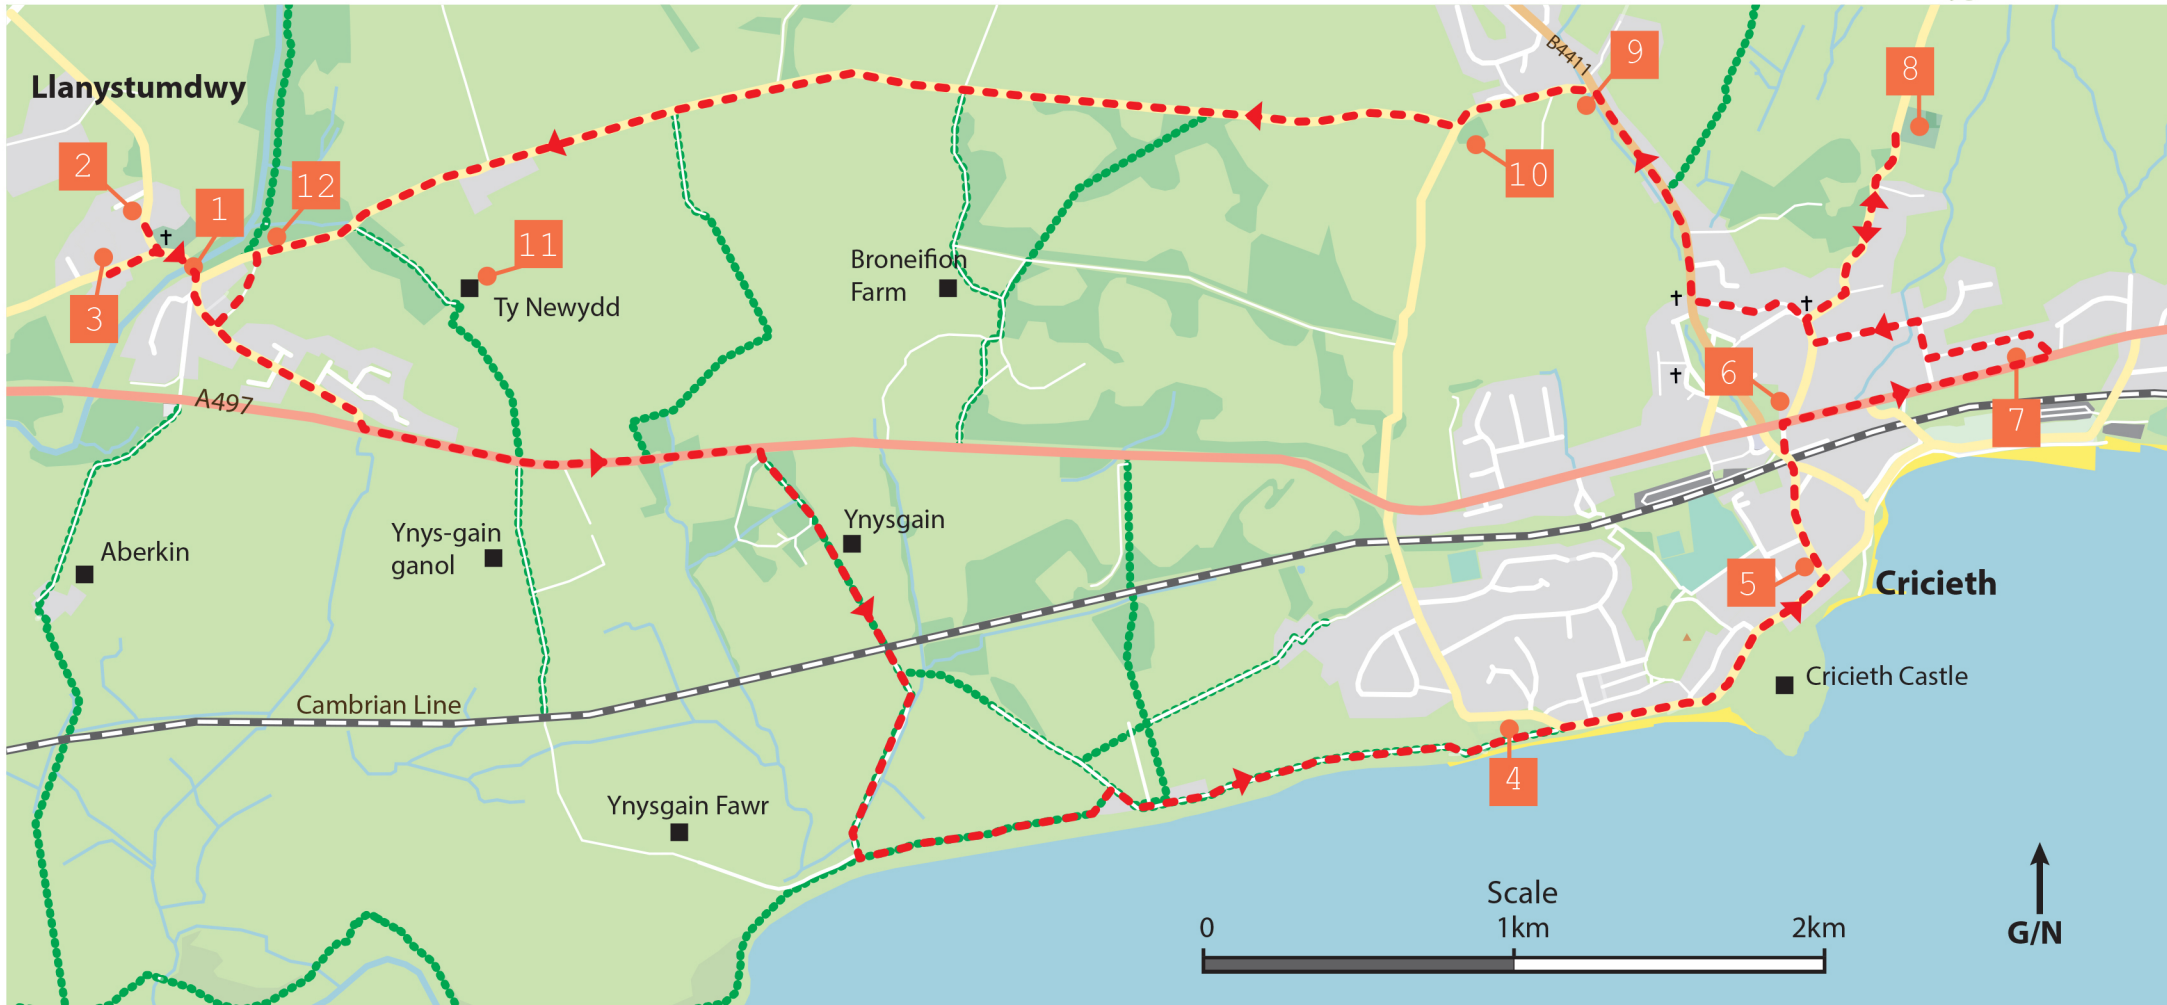 B4411
9
8
Llanystumdwy
2
12
1
10
11
Broneifion
Farm
Ty Newydd
3
6
A497
7
Ynysgain
Ynys-gain
ganol
Aberkin
5
Cricieth
Cricieth Castle
Cambrian Line
4
Ynysgain Fawr
Scale
0 1km 2km
G/N